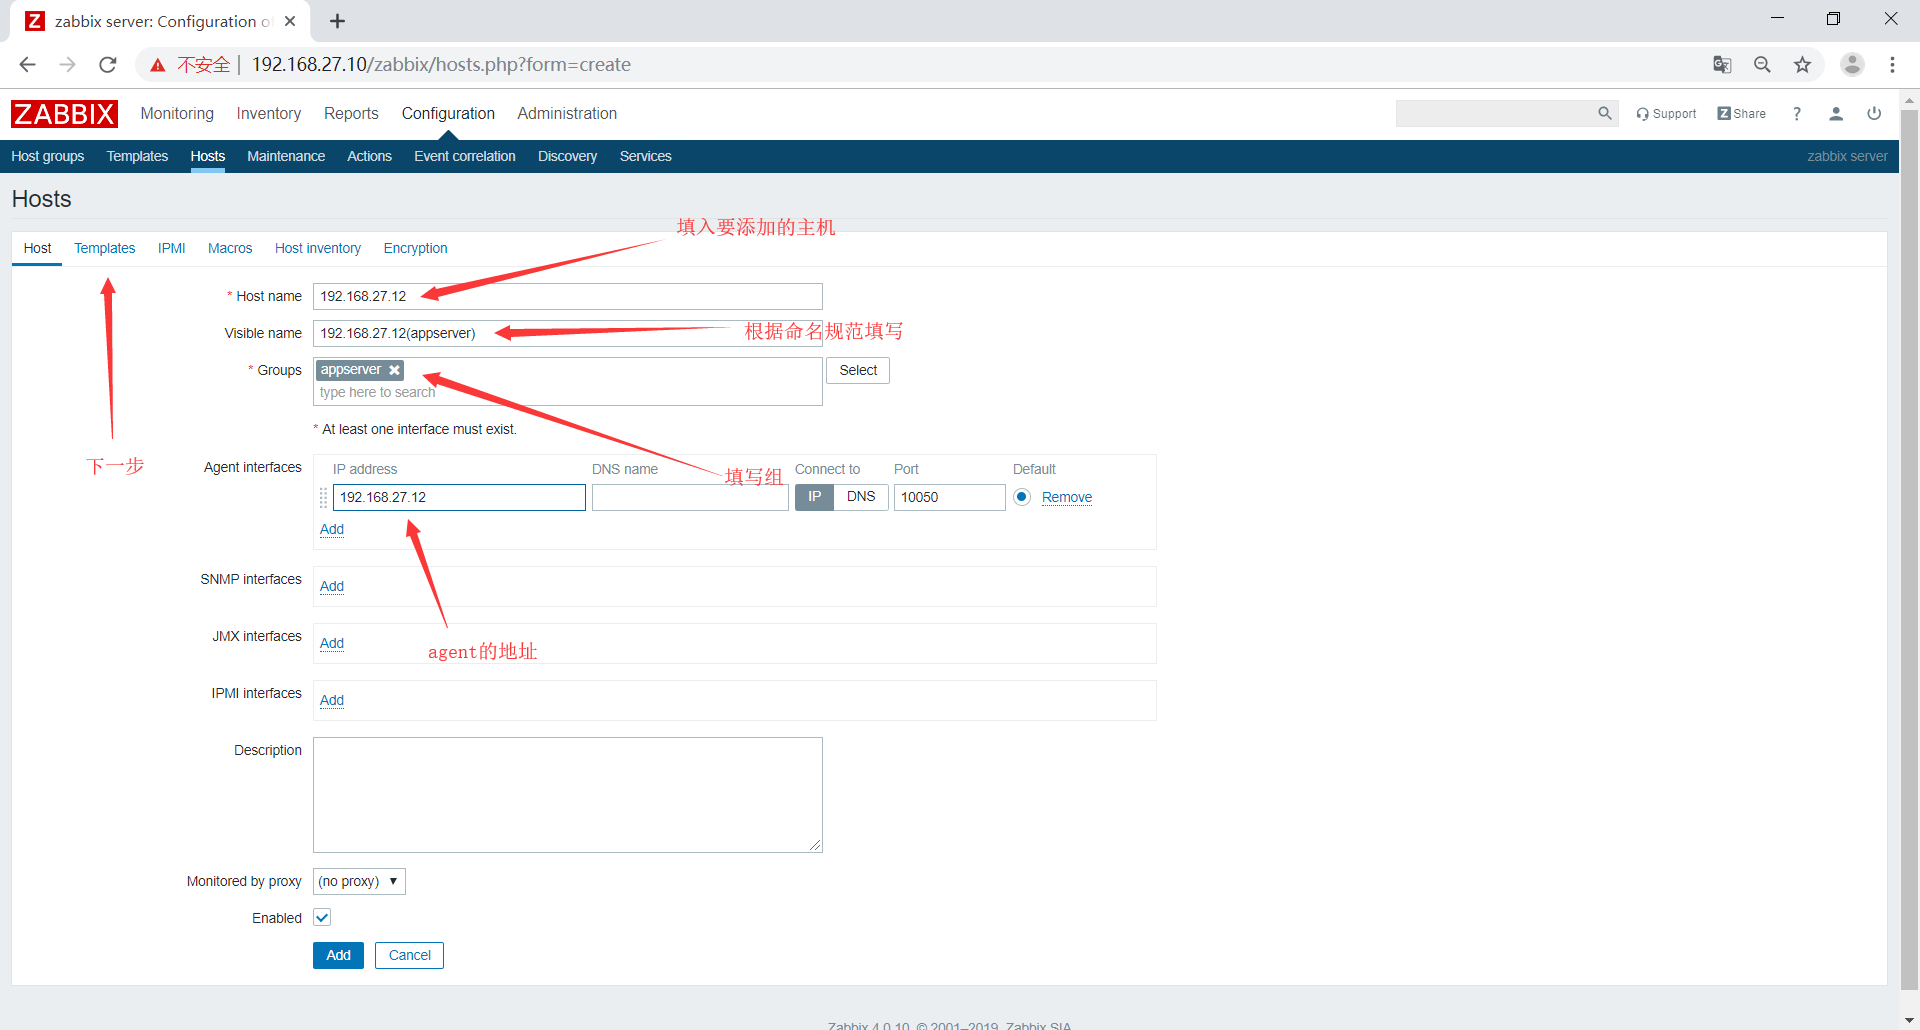 zabbix server: Configuration o
不安全 | 192.168.27.10/zabbix/hosts.php?form=create
ZABBIX Monitoring Inventory Reports Configuration Administration Support Z Share ?
Host groups Templates Hosts Maintenance Actions Event correlation Discovery Services zabbix server
Hosts
填入要添加的主机
Host Templates IPMI Macros Host inventory Encryption
* Host name 192.168.27.12
Visible name 192.168.27.12(appserver) 根据命名规范填写
* Groups appserver Select
type here to search
* At least one interface must exist.
下一步
Agent interfaces IP address DNS name Connect to Port Default
填写组
192.168.27.12 IP DNS 10050 Remove
Add
SNMP interfaces Add
JMX interfaces Add
agent的地址
IPMI interfaces Add
Description
Monitored by proxy (no proxy)
Enabled
Add Cancel
Zabbix 4.0.10. © 2001–2019, Zabbix SIA